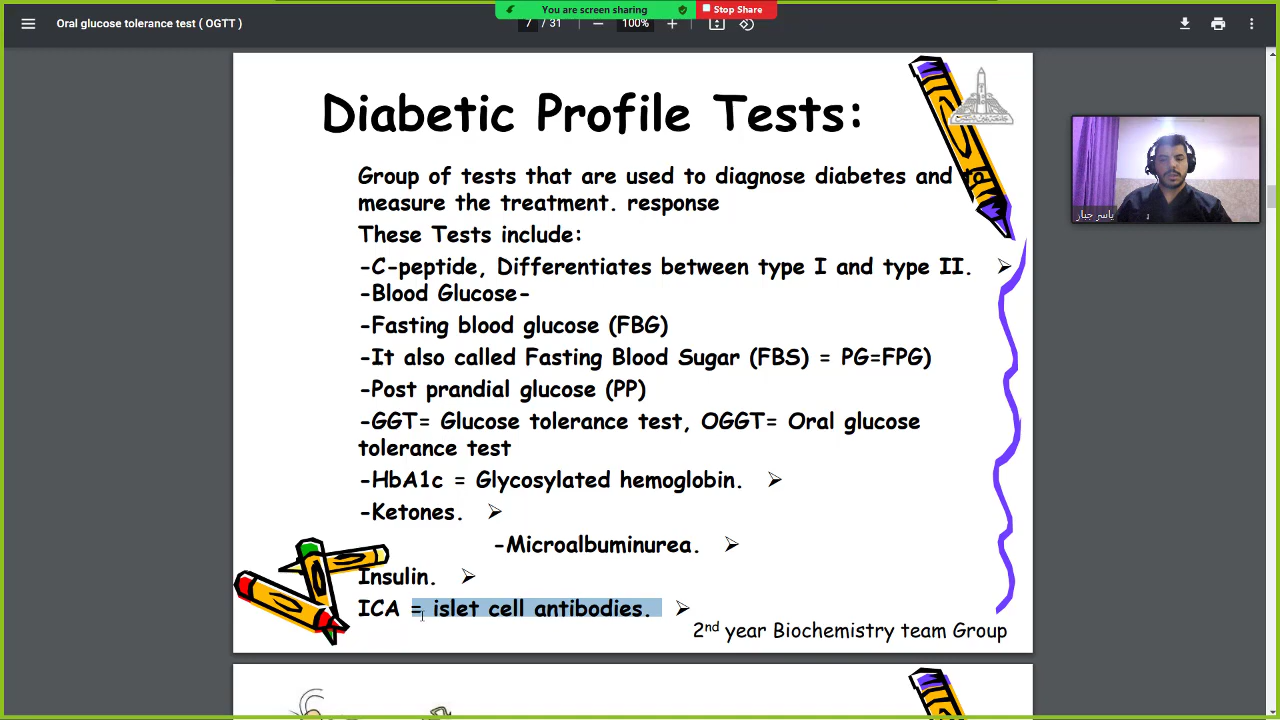 Oral glucose tolerance test ( OGTT )
You are screen sharing
Stop Share
7 / 31
100%
Diabetic Profile Tests:
Group of tests that are used to diagnose diabetes and
measure the treatment. response
These Tests include:
-C-peptide, Differentiates between type I and type II.
-Blood Glucose-
-Fasting blood glucose (FBG)
-It also called Fasting Blood Sugar (FBS) = PG=FPG)
-Post prandial glucose (PP)
-GGT= Glucose tolerance test, OGGT= Oral glucose
tolerance test
-HbA1c = Glycosylated hemoglobin.
-Ketones.
-Microalbuminurea.
Insulin.
ICA = islet cell antibodies.
2nd year Biochemistry team Group
ياسر جبار